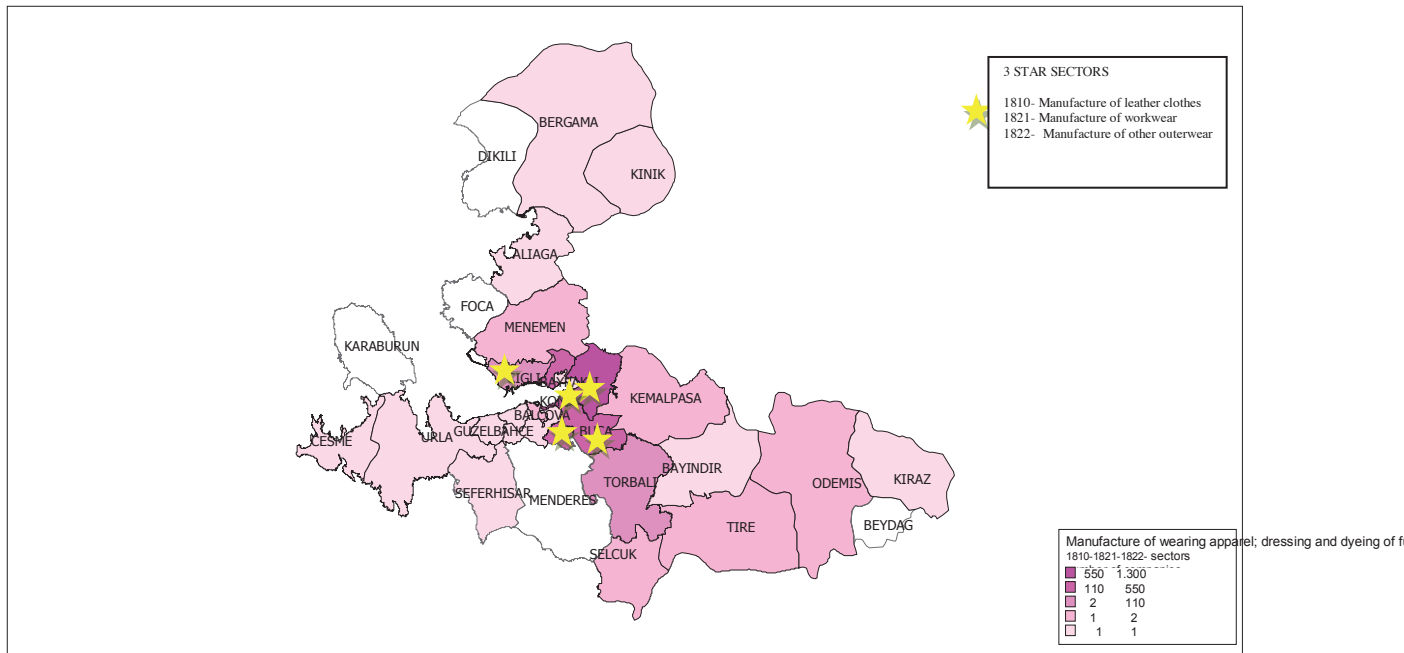 3 STAR SECTORS
1810- Manufacture of leather clothes
1821- Manufacture of workwear
1822- Manufacture of other outerwear
BERGAMA
DIKILI
KINIK
ALIAGA
FOCA
MENEMEN
KARABURUN
KEMALPASA
BALCOVA
BUCA
CESME
URLA
GUZELBAHCE
BAYINDIR
KIRAZ
SEFERHISAR
MENDERES
TORBALI
ODEMIS
BEYDAG
TIRE
SELCUK
Manufacture of wearing apparel; dressing and dyeing of
1810-1821-1822- sectors
550 1.300
110 550
2 110
1 2
1 1